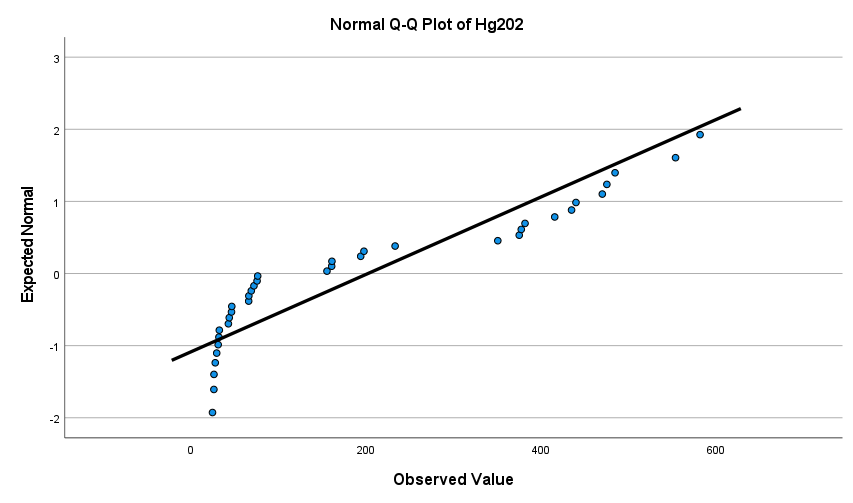 Normal Q-Q Plot of Hg202
3
2
1
0
-1
-2
Expected Normal
0 200 400 600
Observed Value